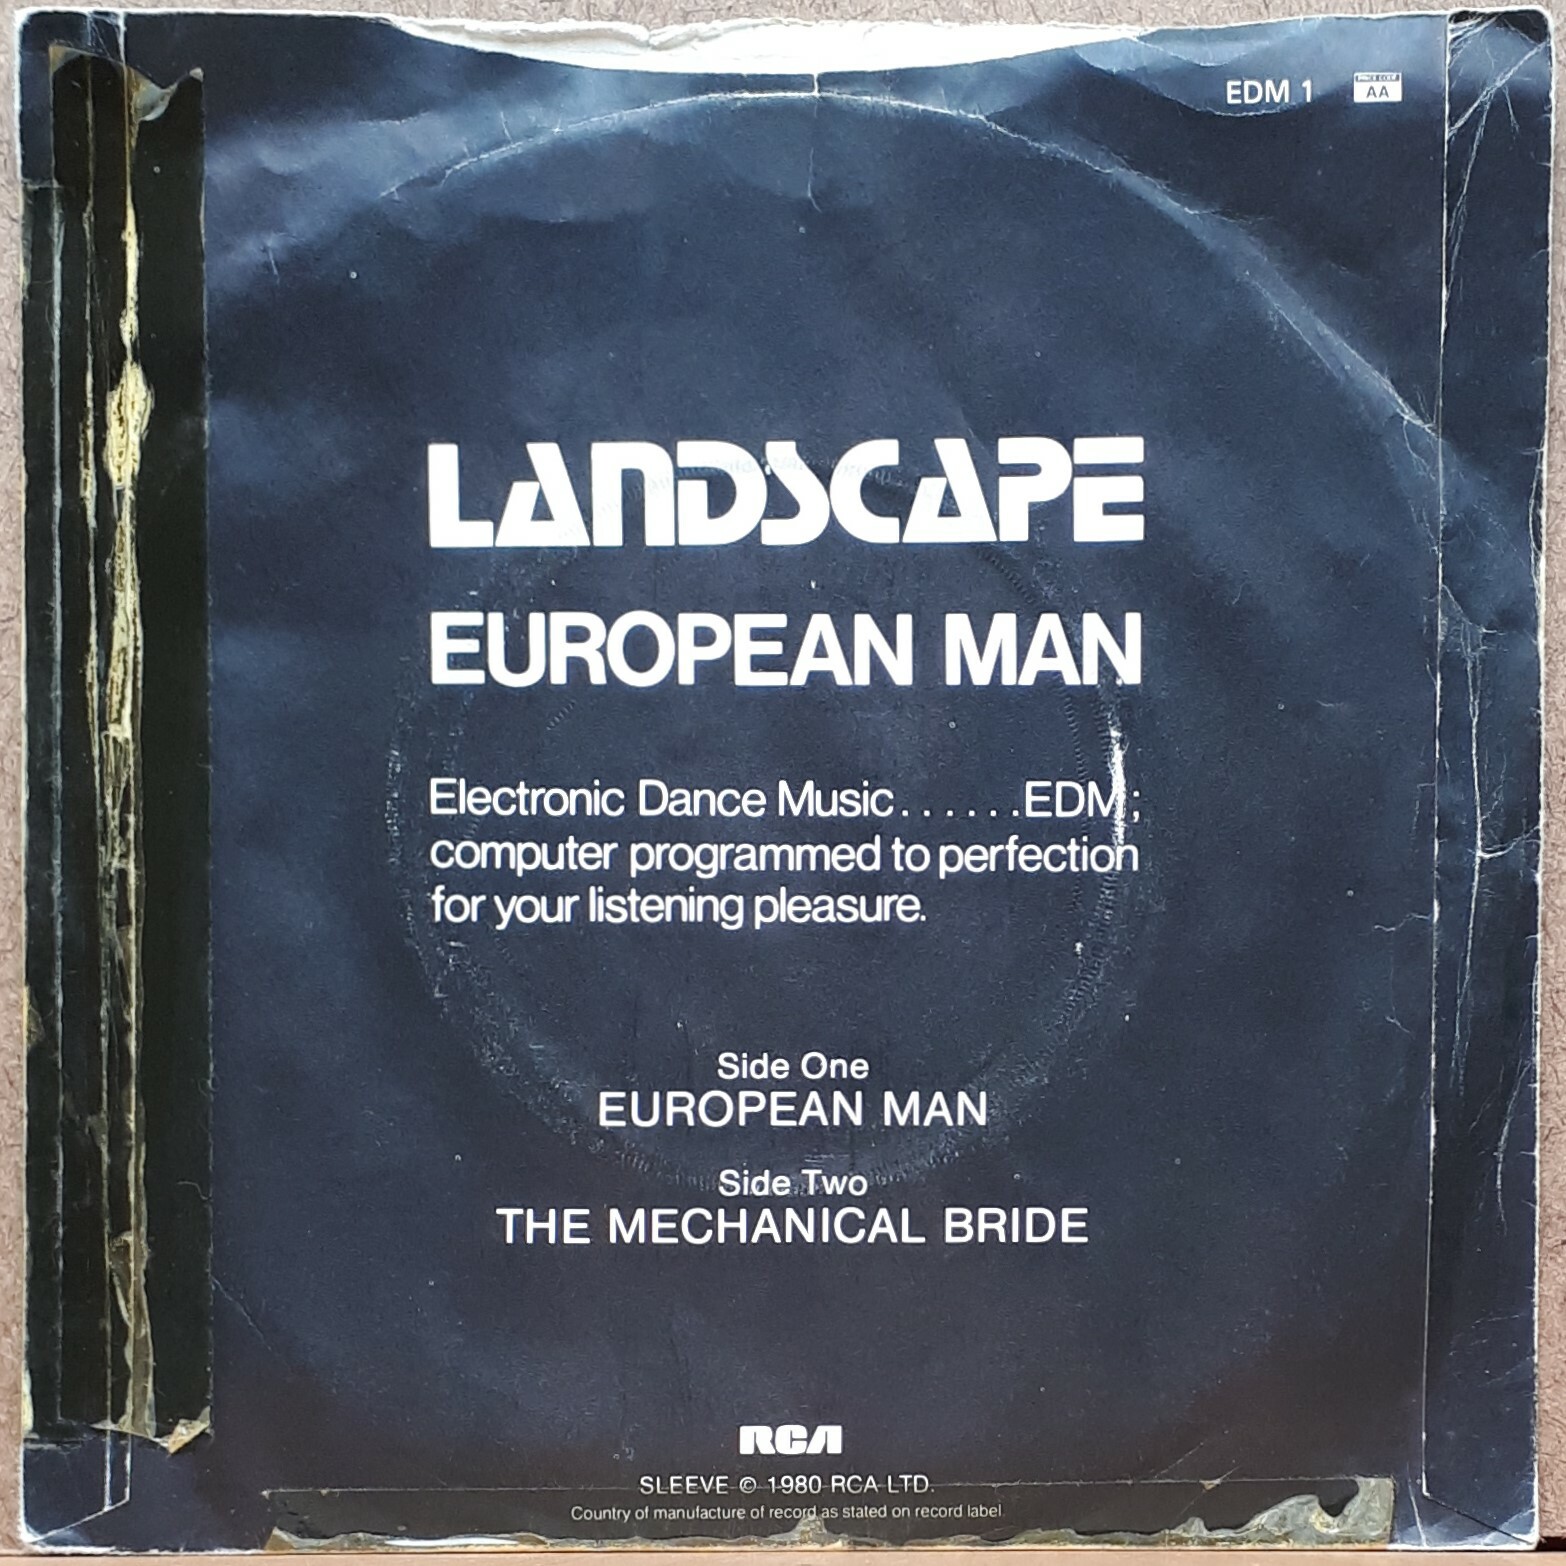 EDM 1
PRICE CODE
AA
LANDSCAPE
EUROPEAN MAN
Electronic Dance Music......EDM;
computer programmed to perfection
for your listening pleasure.
Side One
EUROPEAN MAN
Side Two
THE MECHANICAL BRIDE
RCA
SLEEVE © 1980 RCA LTD.
Country of manufacture of record as stated on record label